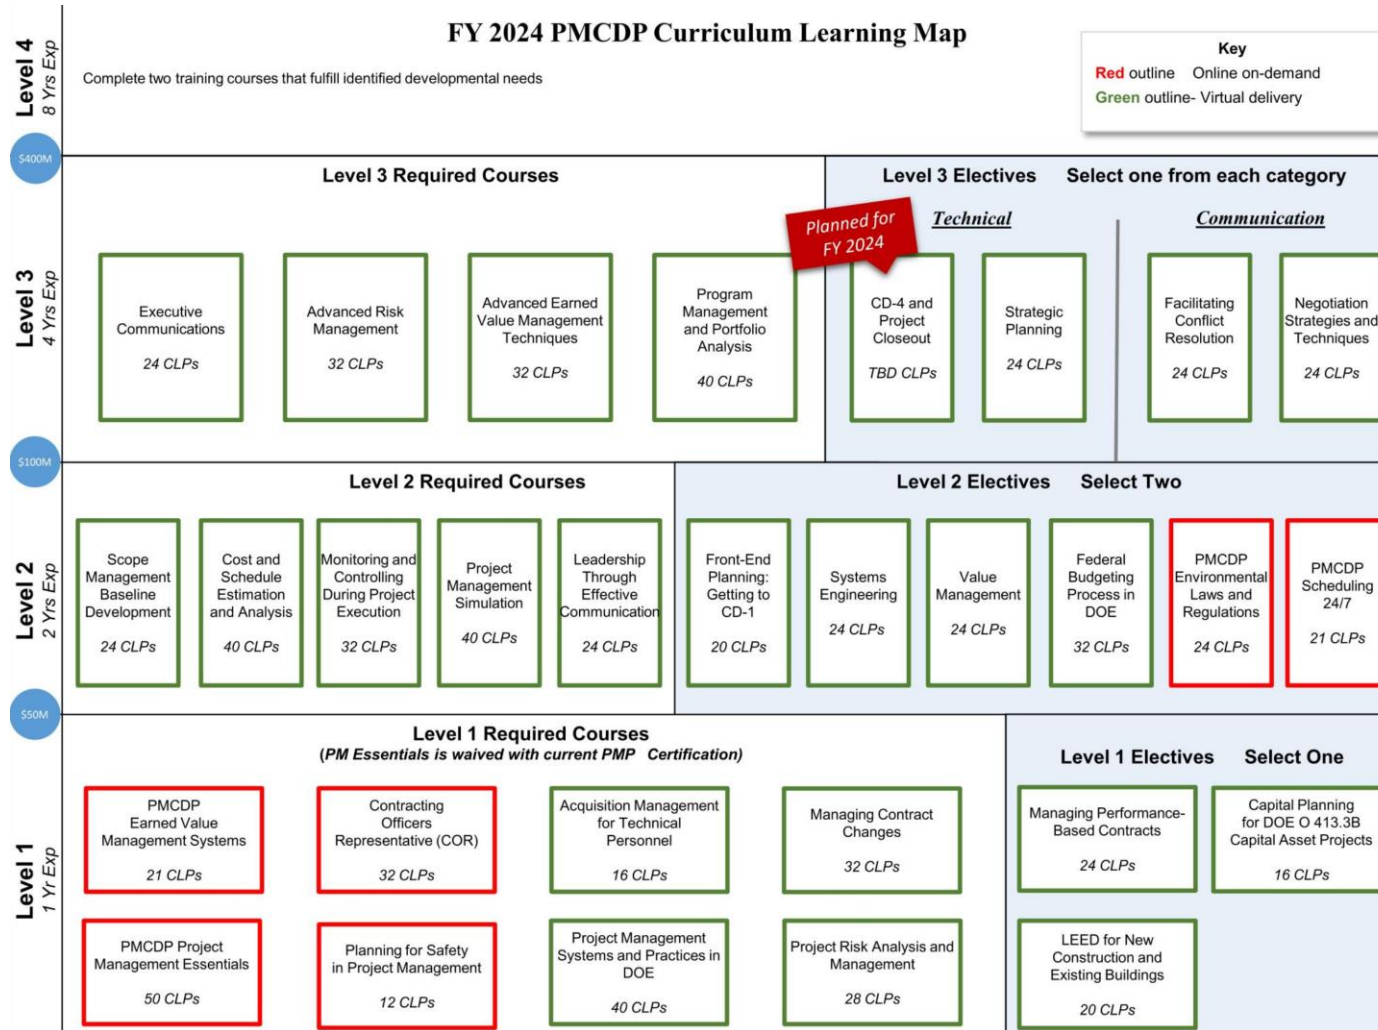 FY 2024 PMCDP Curriculum Learning Map
Key
Red outline Online on-demand
Green outline- Virtual delivery
Level 4
8 Yrs Exp
Complete two training courses that fulfill identified developmental needs
$400M
Level 3
4 Yrs Exp
Level 3 Required Courses
Executive
Communications
24 CLPs
Advanced Risk
Management
32 CLPs
Advanced Earned
Value Management
Techniques
32 CLPs
Program
Management
and Portfolio
Analysis
40 CLPs
Level 3 Electives Select one from each category
Planned for
FY 2024
Technical
CD-4 and
Project
Closeout
TBD CLPs
Strategic
Planning
24 CLPs
Communication
Facilitating
Conflict
Resolution
24 CLPs
Negotiation
Strategies and
Techniques
24 CLPs
$100M
Level 2
2 Yrs Exp
Level 2 Required Courses
Scope
Management
Baseline
Development
24 CLPs
Cost and
Schedule
Estimation
and Analysis
40 CLPs
Monitoring and
Controlling
During Project
Execution
32 CLPs
Project
Management
Simulation
40 CLPs
Leadership
Through
Effective
Communication
24 CLPs
Level 2 Electives Select Two
Front-End
Planning:
Getting to
CD-1
20 CLPs
Systems
Engineering
24 CLPs
Value
Management
24 CLPs
Federal
Budgeting
Process in
DOE
32 CLPs
PMCDP
Environmental
Laws and
Regulations
24 CLPs
PMCDP
Scheduling
24/7
21 CLPs
$50M
Level 1
1 Yr Exp
Level 1 Required Courses
(PM Essentials is waived with current PMP Certification)
PMCDP
Earned Value
Management Systems
21 CLPs
Contracting
Officers
Representative (COR)
32 CLPs
Acquisition Management
for Technical
Personnel
16 CLPs
Managing Contract
Changes
32 CLPs
PMCDP Project
Management Essentials
50 CLPs
Planning for Safety
in Project Management
12 CLPs
Project Management
Systems and Practices in
DOE
40 CLPs
Project Risk Analysis and
Management
28 CLPs
Level 1 Electives Select One
Managing Performance-
Based Contracts
24 CLPs
Capital Planning
for DOE O 413.3B
Capital Asset Projects
16 CLPs
LEED for New
Construction and
Existing Buildings
20 CLPs